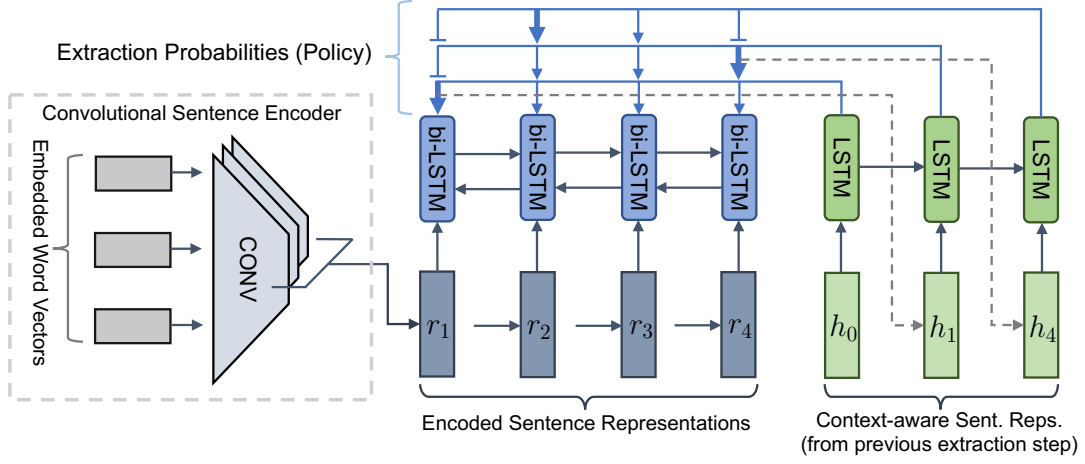 Extraction Probabilities (Policy)
Convolutional Sentence Encoder
Embedded Word Vectors
CONV
bi-LSTM
bi-LSTM
bi-LSTM
bi-LSTM
LSTM
LSTM
LSTM
r1
r2
r3
r4
h0
h1
h4
Encoded Sentence Representations
Context-aware Sent. Reps.
(from previous extraction step)